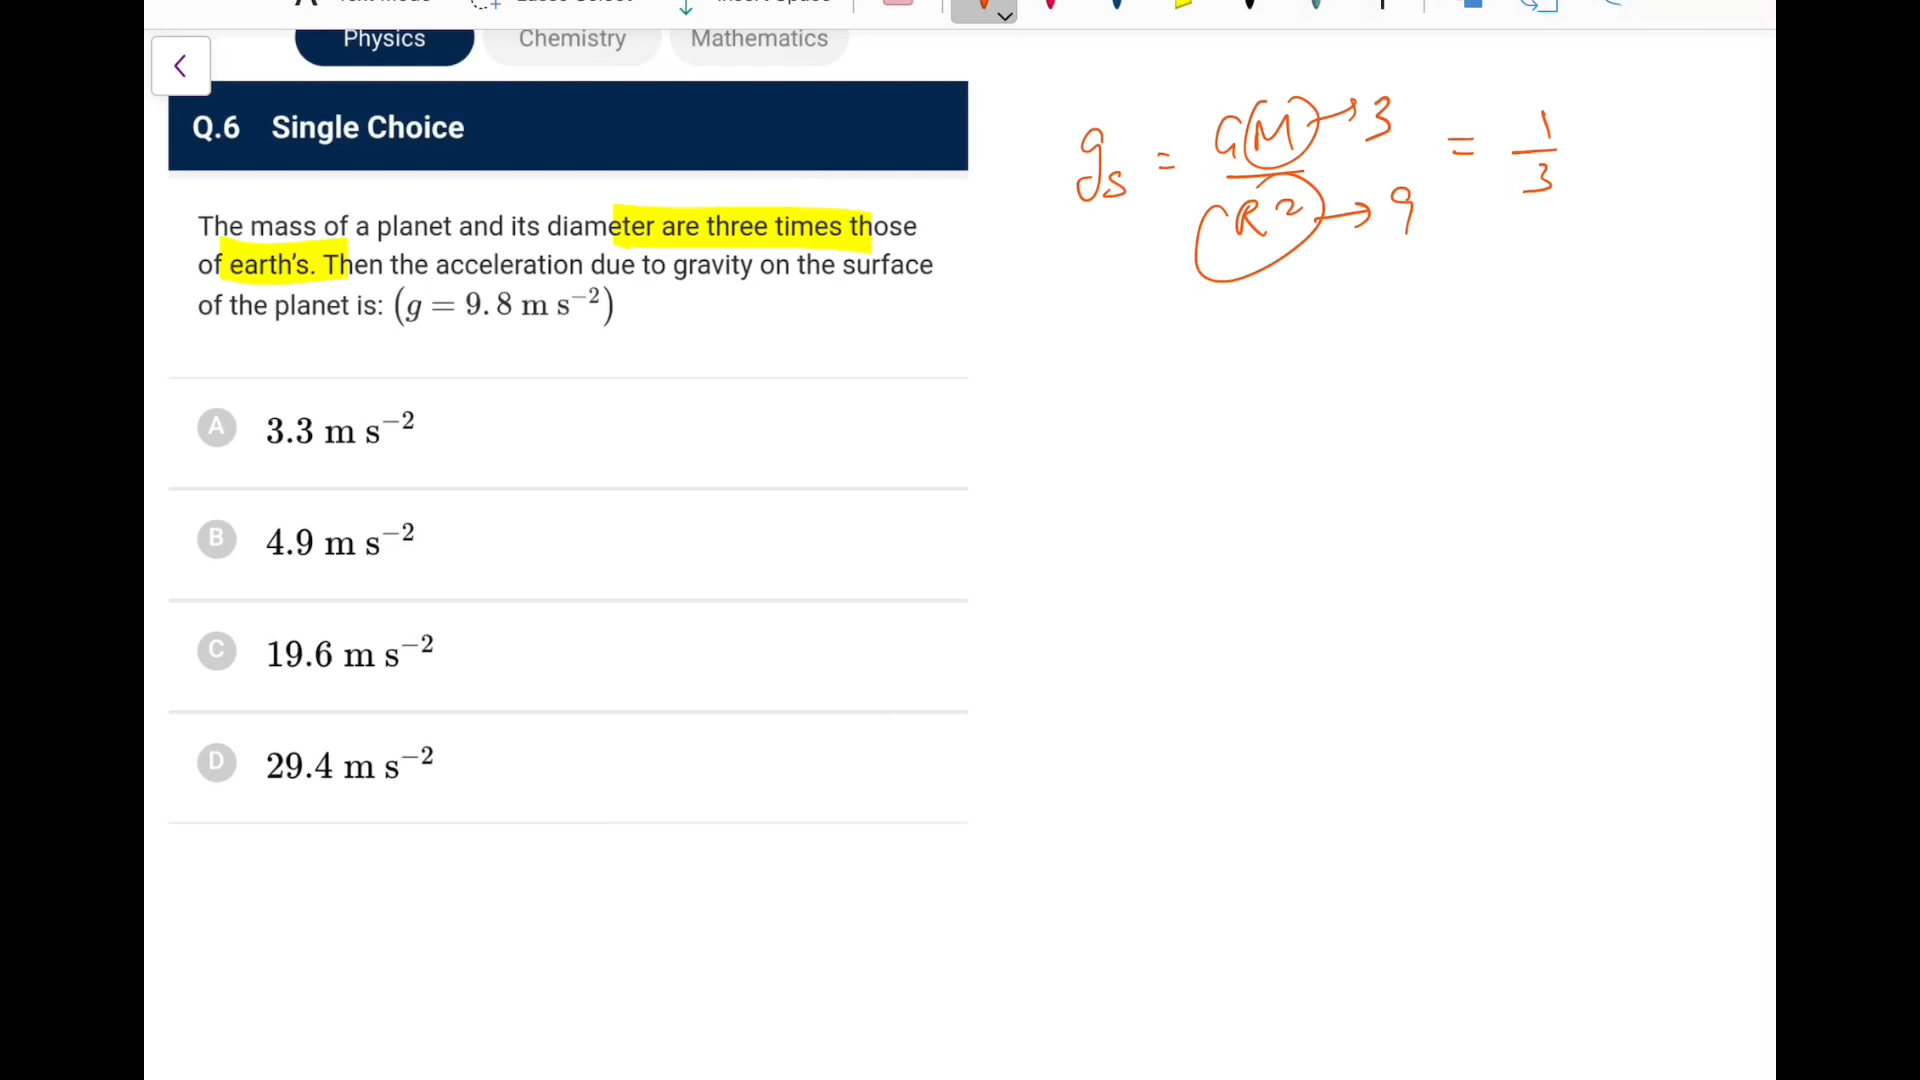 Physics Chemistry Mathematics
Q.6 Single Choice
The mass of a planet and its diameter are three times those
of earth's. Then the acceleration due to gravity on the surface
of the planet is: (g = 9.8 m s⁻²)
A 3.3 m s⁻²
B 4.9 m s⁻²
C 19.6 m s⁻²
D 29.4 m s⁻²
gs = GM → 3 / R² → 9 = 1/3